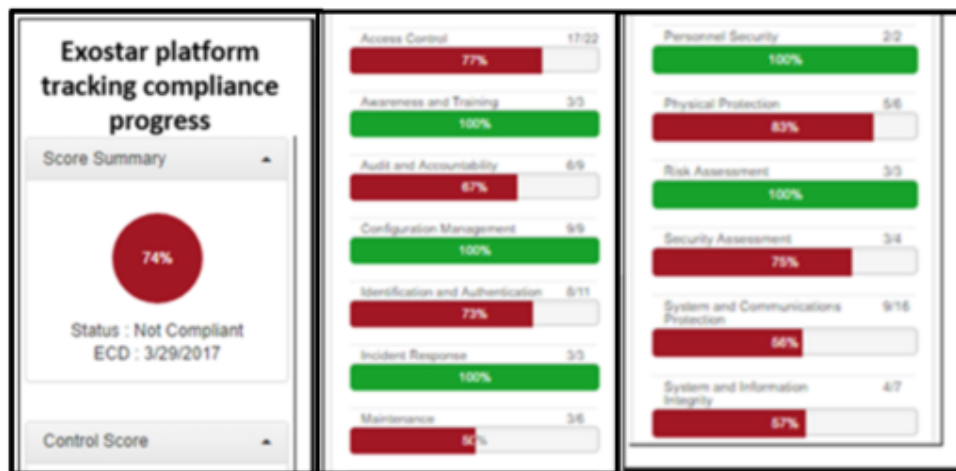 Exostar platform
tracking compliance
progress
Score Summary
74%
Status : Not Compliant
ECD : 3/29/2017
Control Score
Access Control 17/22
77%
Awareness and Training 3/3
100%
Audit and Accountability 6/9
67%
Configuration Management 9/9
100%
Identification and Authentication 8/11
73%
Incident Response 3/3
100%
Maintenance 3/6
50%
Personnel Security 2/2
100%
Physical Protection 5/6
83%
Risk Assessment 3/3
100%
Security Assessment 3/4
75%
System and Communications 9/16
Protection
56%
System and Information 4/7
Integrity
57%